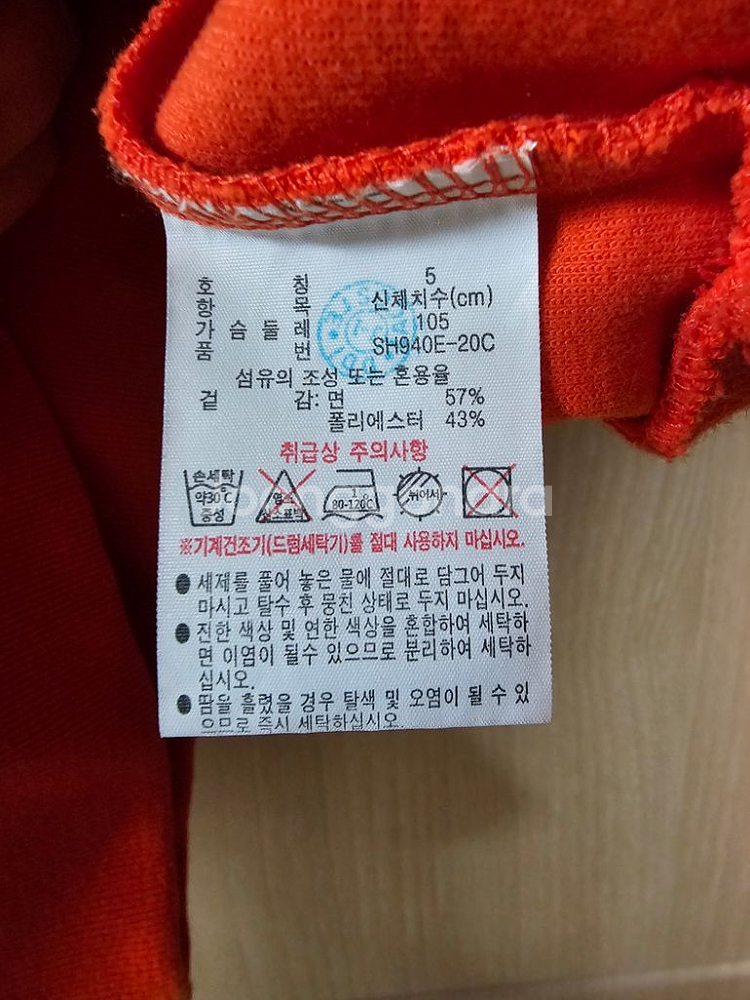 호 칭 5
항 목 신체치수(cm)
가 슴 둘 레 105
품 번 SH940E-20C
섬유의 조성 또는 혼용율
겉 감: 면 57%
폴리에스터 43%
취급상 주의사항
손세탁
약30℃
중성
염소
산소표백
80-120℃
뉘어서
※기계건조기(드럼세탁기)를 절대 사용하지 마십시오.
● 세제를 풀어 놓은 물에 절대로 담그어 두지
마시고 탈수 후 뭉친 상태로 두지 마십시오.
● 진한 색상 및 연한 색상을 혼합하여 세탁하
면 이염이 될수 있으므로 분리하여 세탁하
십시오.
● 땀을 흘렸을 경우 탈색 및 오염이 될 수 있
으므로 즉시 세탁하십시오.